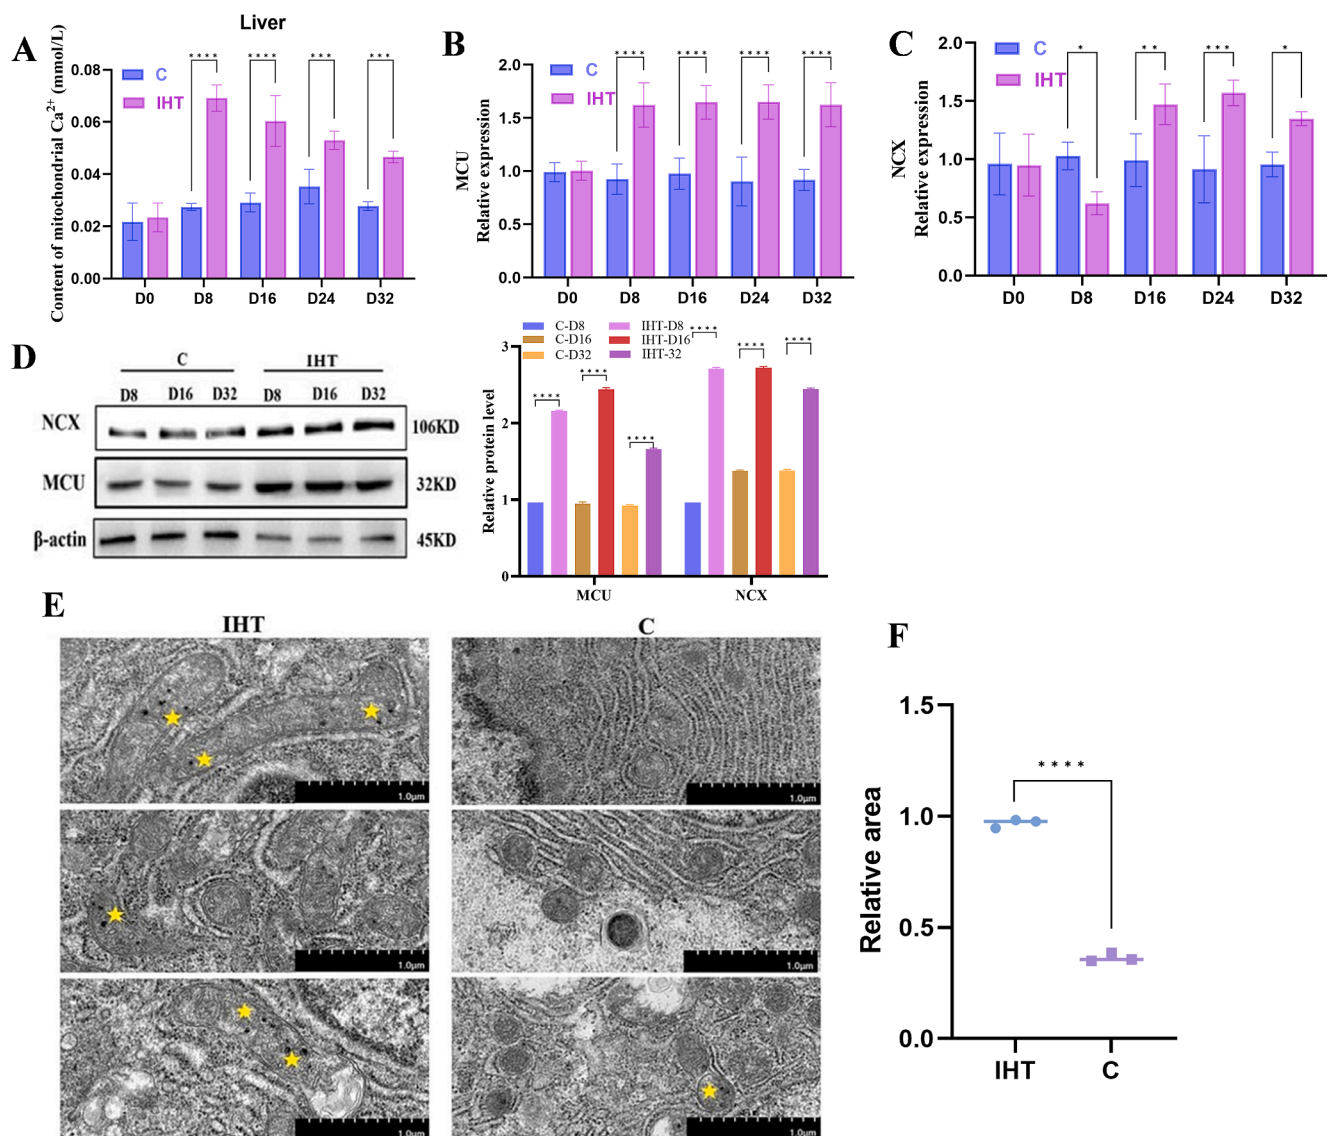 A
Liver
Content of mitochondrial Ca²⁺ (mmol/L)
0.08
0.06
0.04
0.02
0.00
C
IHT
****
****
***
***
D0
D8
D16
D24
D32
B
MCU
Relative expression
2.0
1.5
1.0
0.5
0.0
C
IHT
****
****
****
****
D0
D8
D16
D24
D32
C
NCX
Relative expression
2.0
1.5
1.0
0.5
0.0
C
IHT
*
**
***
*
D0
D8
D16
D24
D32
D
C
IHT
D8
D16
D32
D8
D16
D32
NCX
106KD
MCU
32KD
β-actin
45KD
C-D8
C-D16
C-D32
IHT-D8
IHT-D16
IHT-32
Relative protein level
3
2
1
0
****
****
****
****
****
****
MCU
NCX
E
IHT
C
1.0μm
1.0μm
1.0μm
1.0μm
1.0μm
1.0μm
F
Relative area
1.5
1.0
0.5
0.0
****
IHT
C